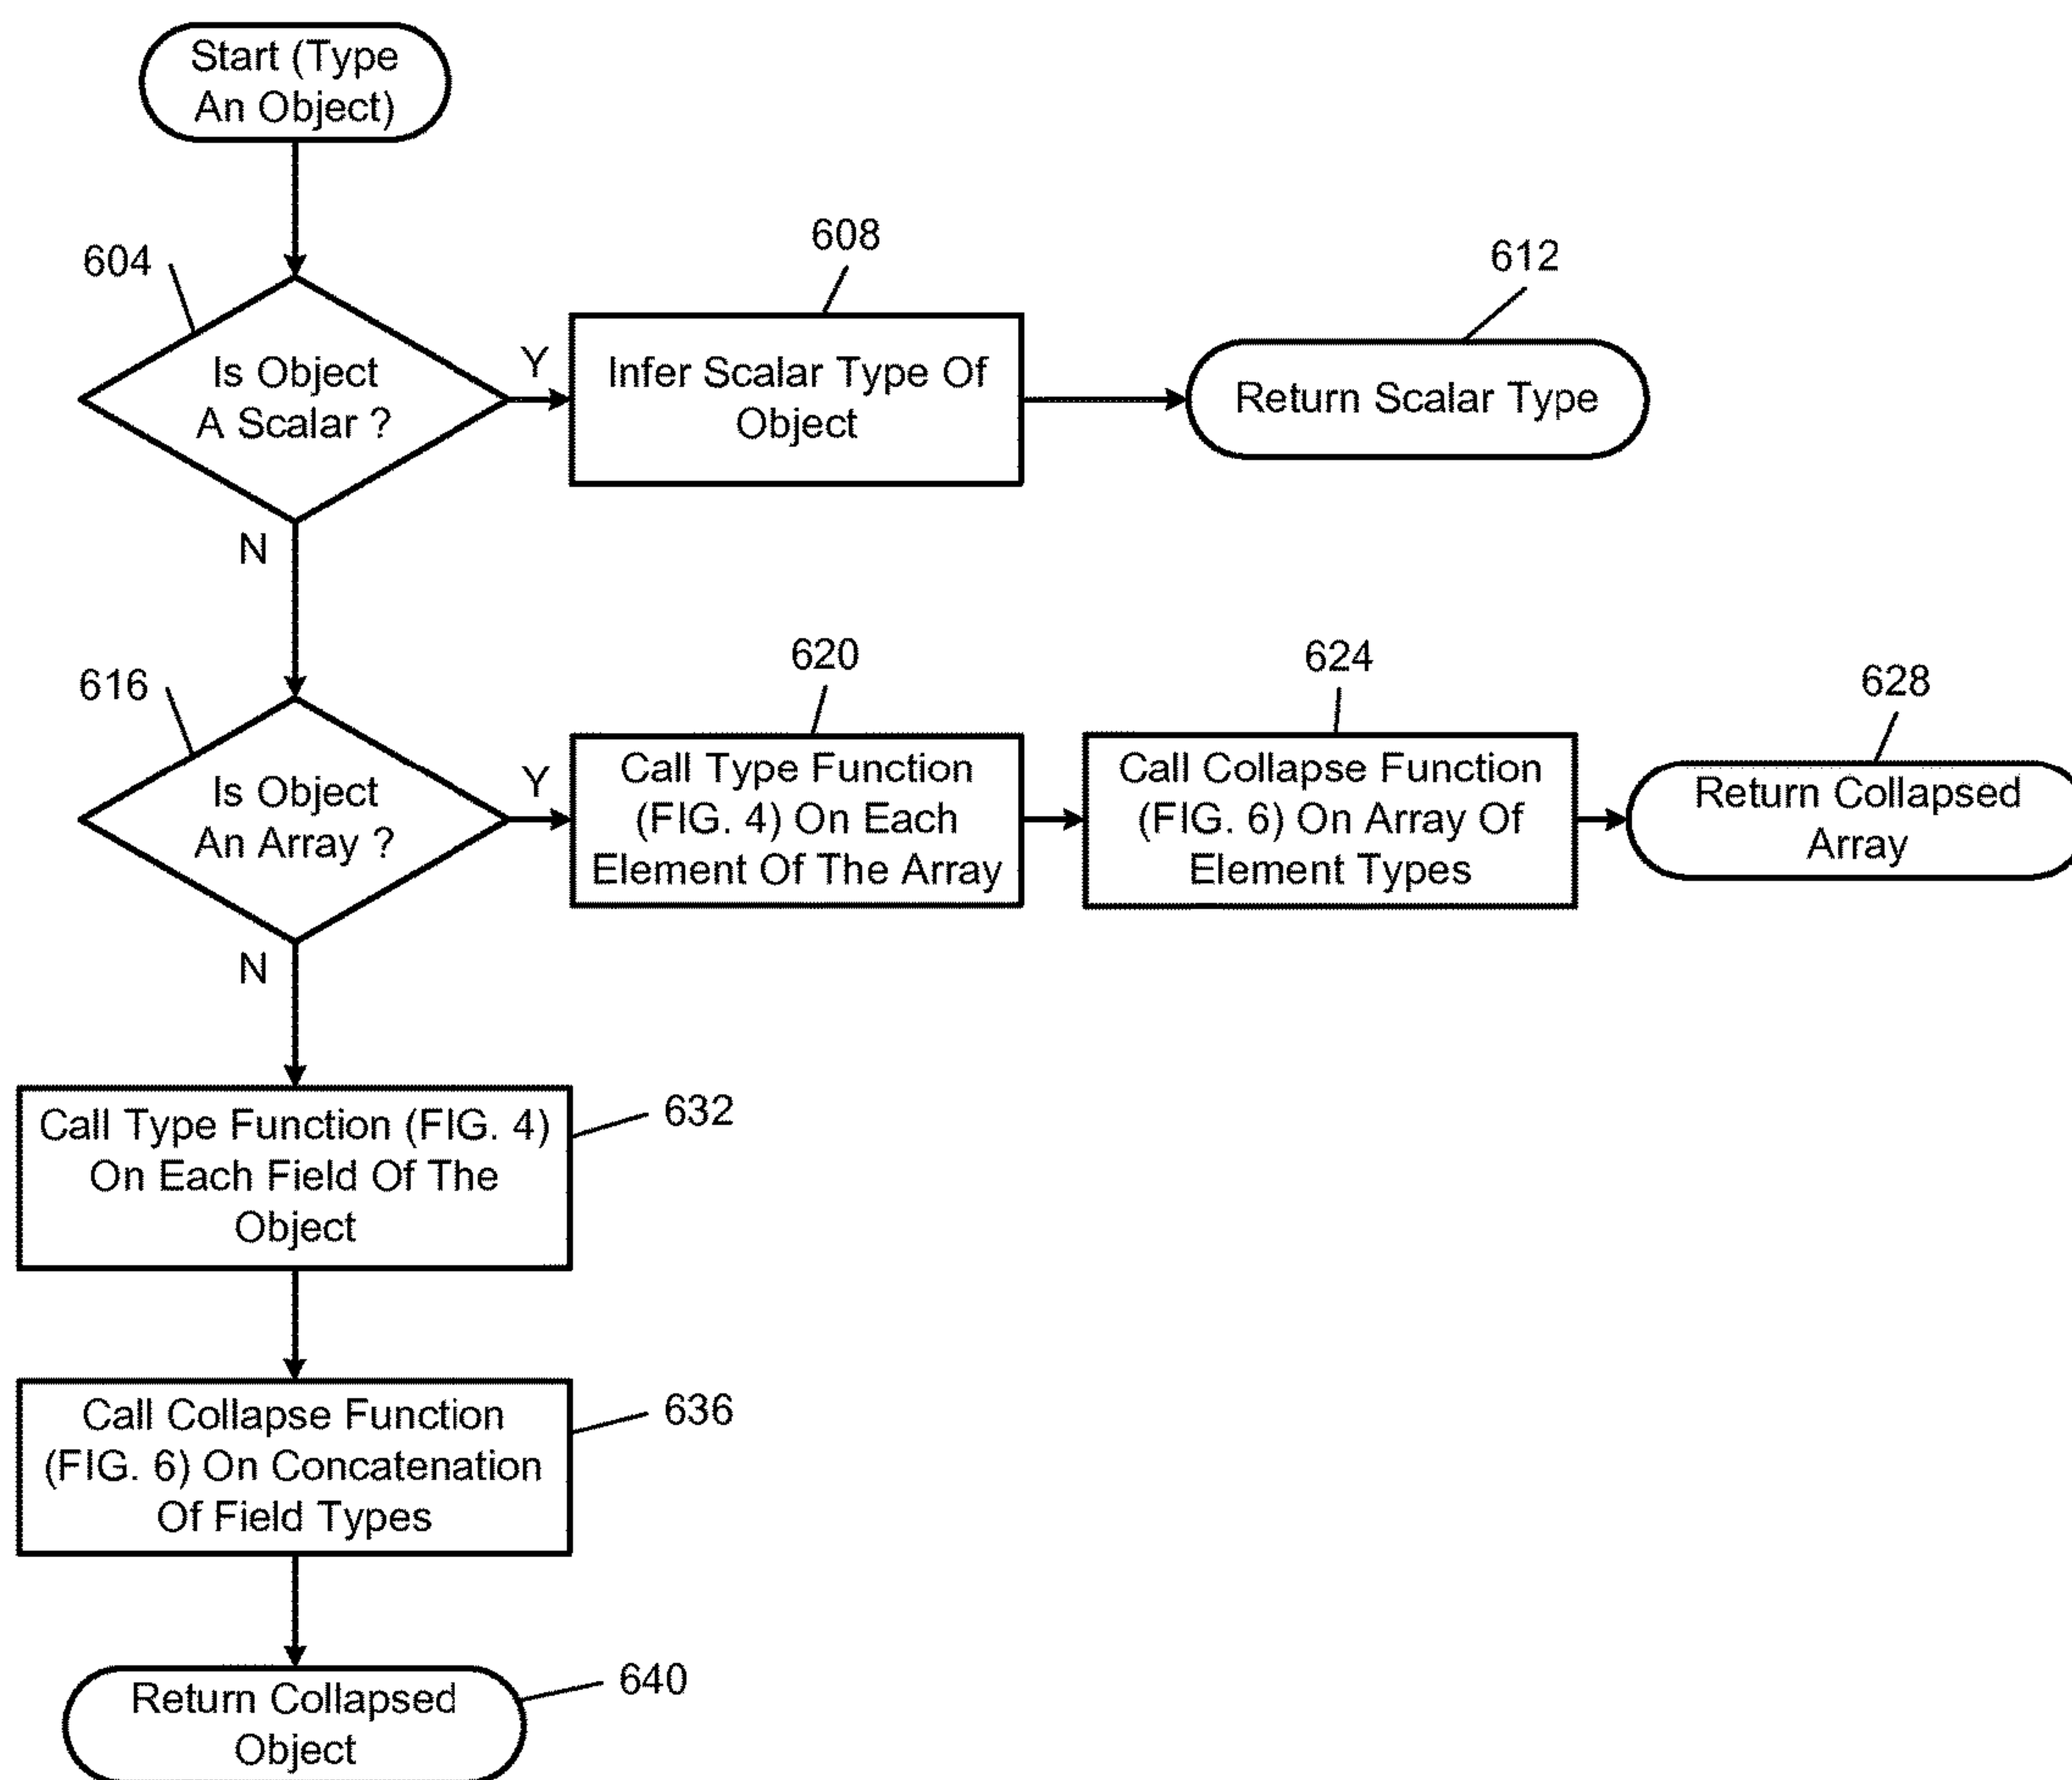 Start (Type
An Object)
604
Is Object
A Scalar ?
Y
608
Infer Scalar Type Of
Object
612
Return Scalar Type
N
616
Is Object
An Array ?
Y
620
Call Type Function
(FIG. 4) On Each
Element Of The Array
624
Call Collapse Function
(FIG. 6) On Array Of
Element Types
628
Return Collapsed
Array
N
Call Type Function (FIG. 4)
On Each Field Of The
Object
632
Call Collapse Function
(FIG. 6) On Concatenation
Of Field Types
636
Return Collapsed
Object
640